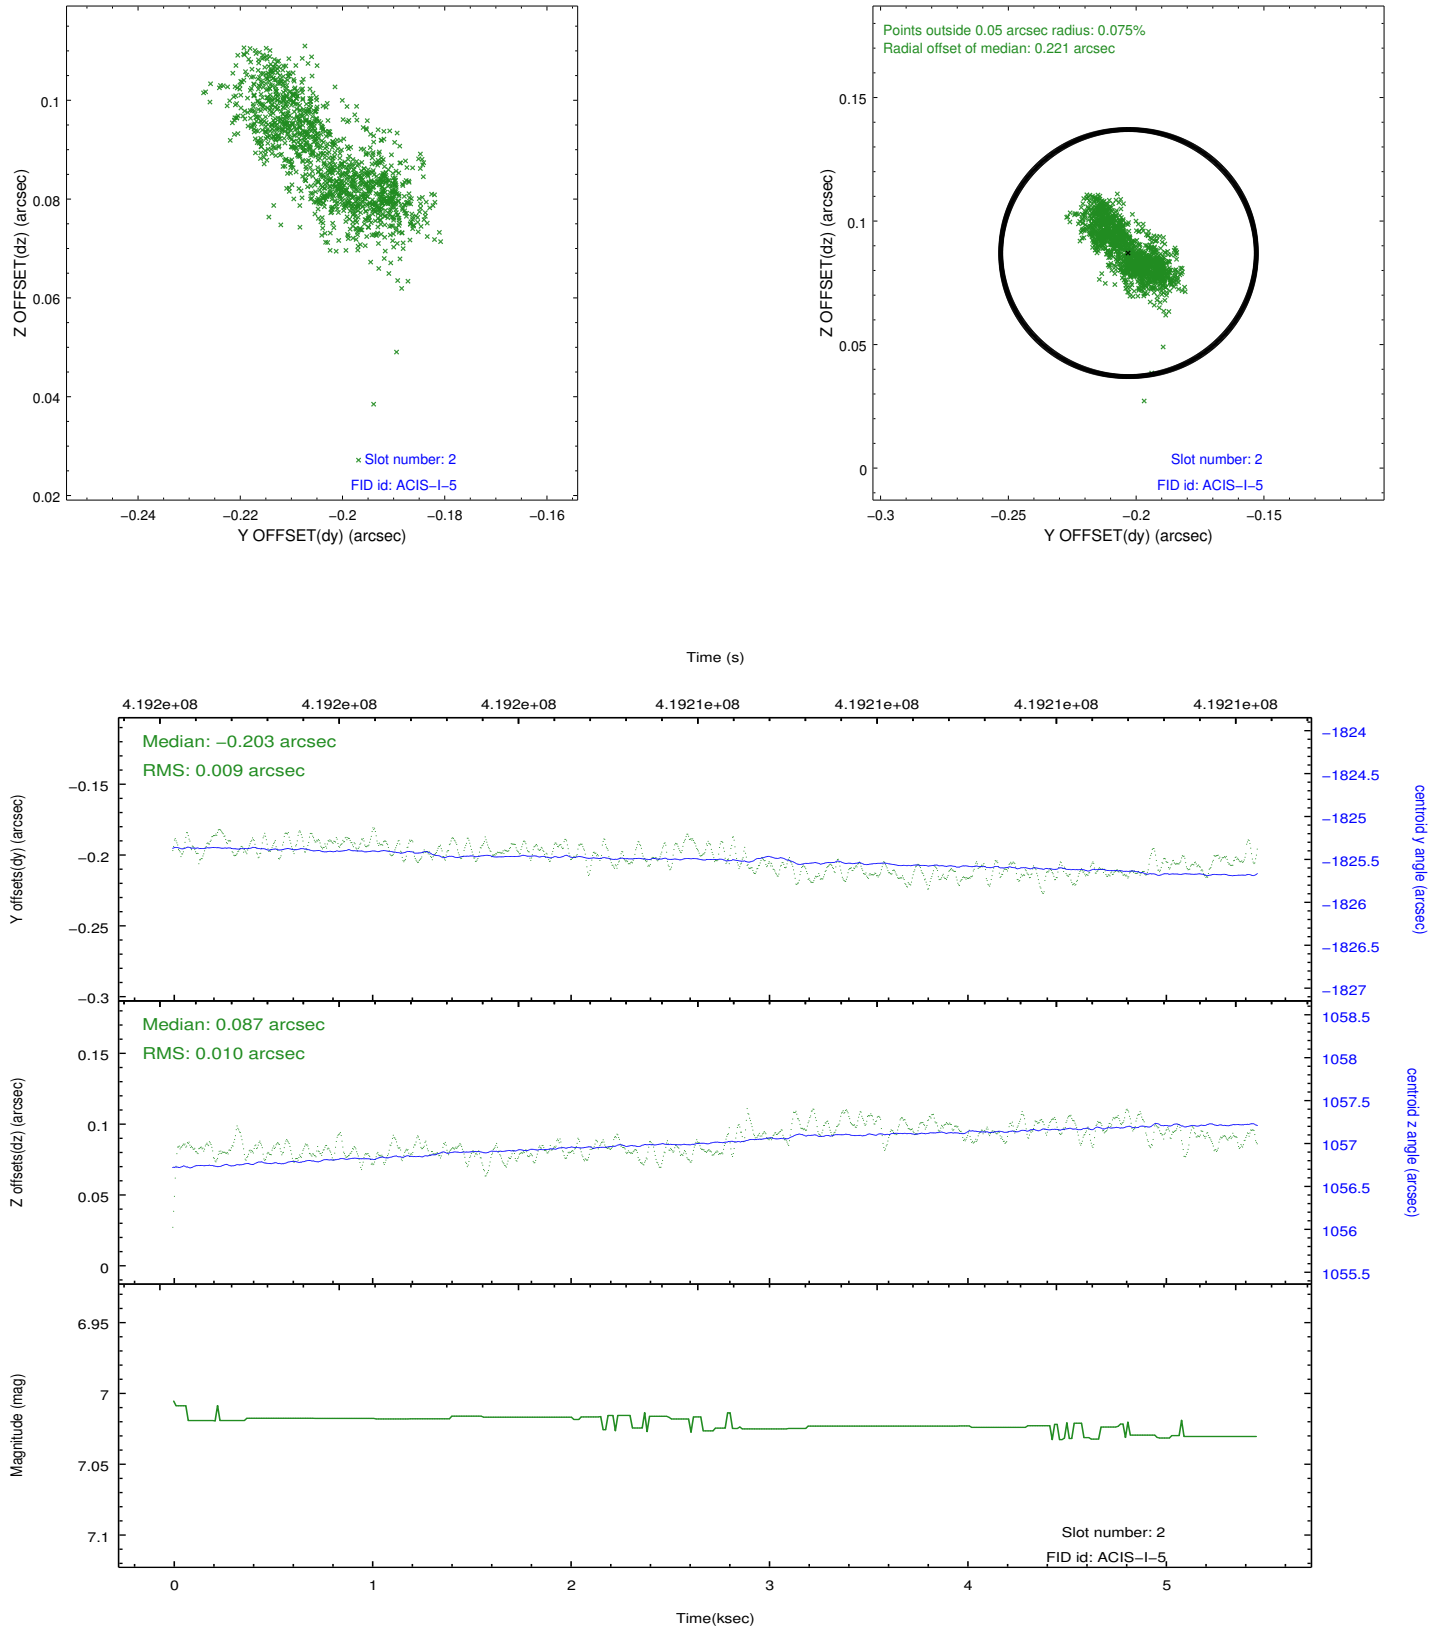 0.1
0.08
0.06
0.04
0.02
Z OFFSET(dz) (arcsec)
Slot number: 2
FID id: ACIS−I−5
−0.24
−0.22
−0.2
−0.18
−0.16
Y OFFSET(dy) (arcsec)
Points outside 0.05 arcsec radius: 0.075%
Radial offset of median: 0.221 arcsec
0.15
0.1
0.05
0
Z OFFSET(dz) (arcsec)
Slot number: 2
FID id: ACIS−I−5
−0.3
−0.25
−0.2
−0.15
Y OFFSET(dy) (arcsec)
Time (s)
4.192e+08
4.192e+08
4.192e+08
4.1921e+08
4.1921e+08
4.1921e+08
4.1921e+08
Median: −0.203 arcsec
RMS: 0.009 arcsec
−0.15
−0.2
−0.25
−0.3
Y offsets(dy) (arcsec)
−1824
−1824.5
−1825
−1825.5
−1826
−1826.5
−1827
centroid y angle (arcsec)
Median: 0.087 arcsec
RMS: 0.010 arcsec
0.15
0.1
0.05
0
Z offsets(dz) (arcsec)
1058.5
1058
1057.5
1057
1056.5
1056
1055.5
centroid z angle (arcsec)
6.95
7
7.05
7.1
Magnitude (mag)
Slot number: 2
FID id: ACIS−I−5
0
1
2
3
4
5
Time(ksec)